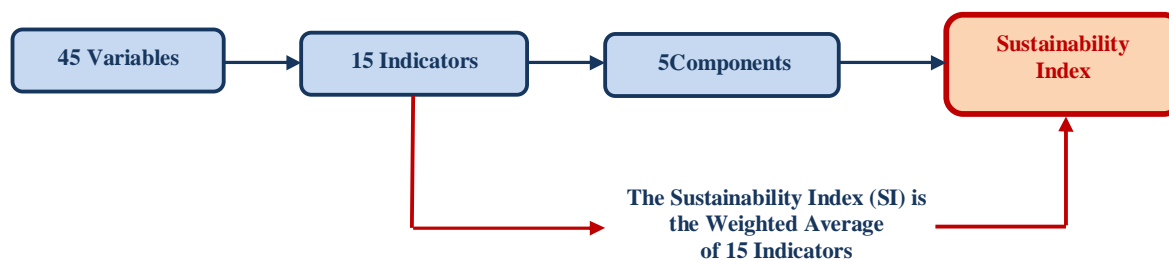 45 Variables
15 Indicators
5Components
Sustainability
Index
The Sustainability Index (SI) is
the Weighted Average
of 15 Indicators